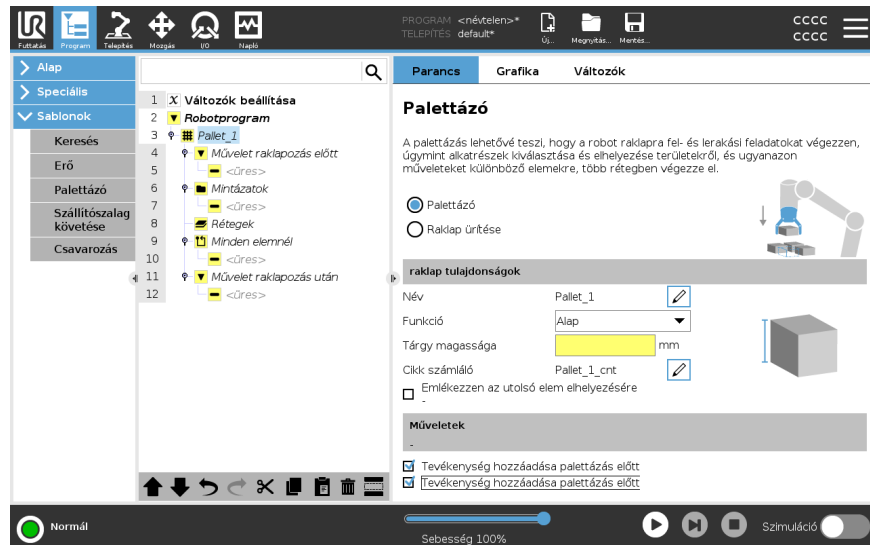 UR
Futtatás
Program
Telepítés
Mozgás
I/O
Napló
PROGRAM <névtelen>*
TELEPÍTÉS default*
Új...
Megnyitás...
Mentés...
CCCC
CCCC
Alap
Speciális
Sablonok
Keresés
Erő
Palettázó
Szállítószalag
követése
Csavarozás
1 X Változók beállítása
2 Robotprogram
3 Pallet_1
4 Művelet raklapozás előtt
5 <üres>
6 Mintázatok
7 <üres>
8 Rétegek
9 Minden elemnél
10 <üres>
11 Művelet raklapozás után
12 <üres>
Parancs Grafika Változók
Palettázó
A palettázás lehetővé teszi, hogy a robot raklapra fel- és lerakási feladatokat végezzen,
úgymint alkatrészek kiválasztása és elhelyezése területekről, és ugyanazon
műveleteket különböző elemekre, több rétegben végezze el.
Palettázó
Raklap ürítése
raklap tulajdonságok
Név Pallet_1
Funkció Alap
Tárgy magassága mm
Cikk számláló Pallet_1_cnt
Emlékezzen az utolsó elem elhelyezésére
-
Műveletek
-
Tevékenység hozzáadása palettázás előtt
Tevékenység hozzáadása palettázás előtt
Normál
Sebesség 100%
Szimuláció